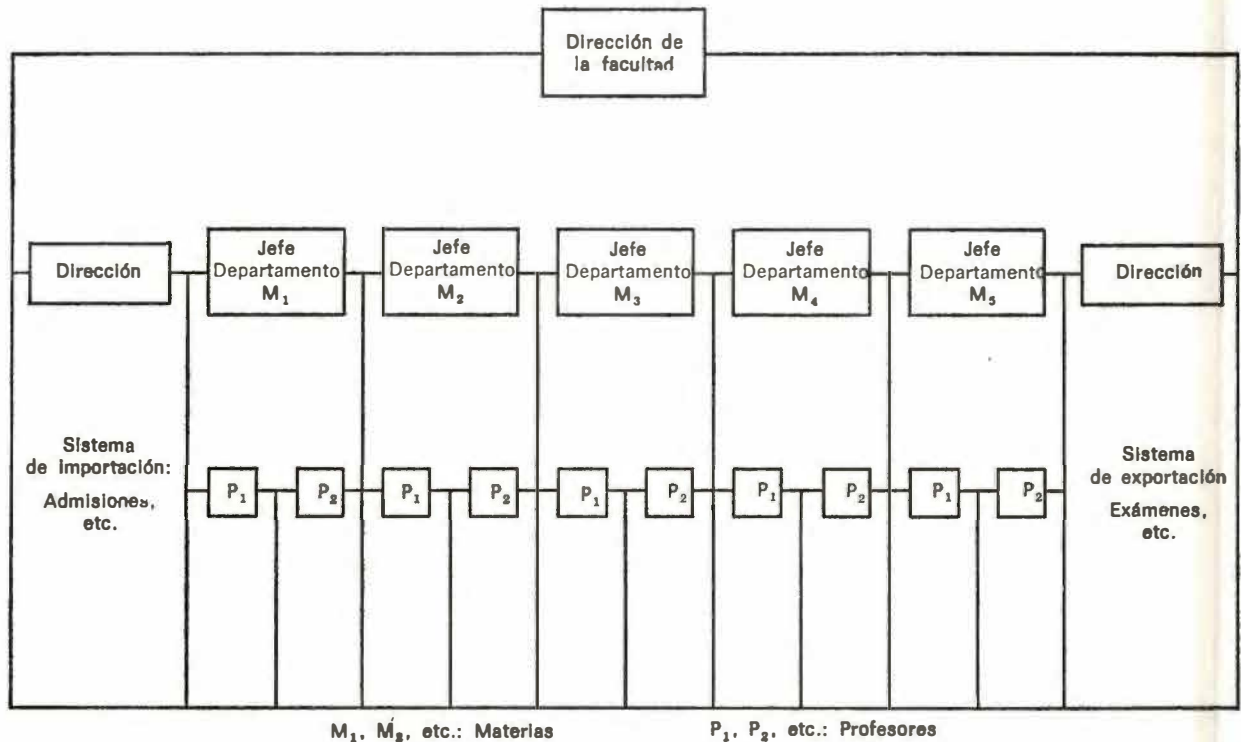 Dirección de
la facultad
Dirección
Jefe
Departamento
M₁
Jefe
Departamento
M₂
Jefe
Departamento
M₃
Jefe
Departamento
M₄
Jefe
Departamento
M₅
Dirección
Sistema
de importación:
Admisiones,
etc.
P₁ P₂ P₁ P₂ P₁ P₂ P₁ P₂ P₁ P₂
Sistema
de exportación
Exámenes,
etc.
M₁, M₂, etc.: Materias
P₁, P₂, etc.: Profesores